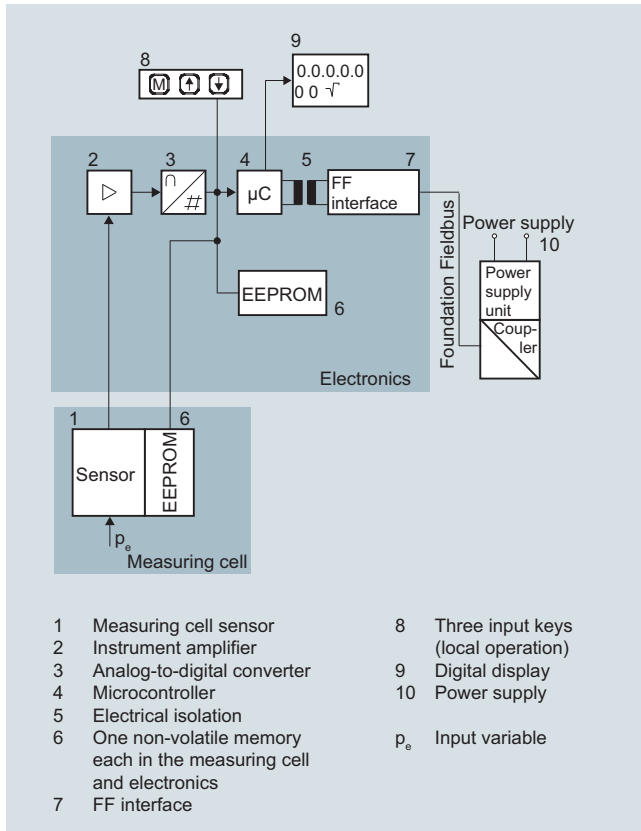 8
M
9
0.0.0.0.0
0 0 √
2
3
∩
#
4
µC
5
7
FF
interface
Foundation Fieldbus
Power supply
10
Power
supply
unit
Coup-
ler
EEPROM
6
Electronics
1
6
Sensor
EEPROM
pe
Measuring cell
1 Measuring cell sensor
2 Instrument amplifier
3 Analog-to-digital converter
4 Microcontroller
5 Electrical isolation
6 One non-volatile memory
each in the measuring cell
and electronics
7 FF interface
8 Three input keys
(local operation)
9 Digital display
10 Power supply
pe Input variable